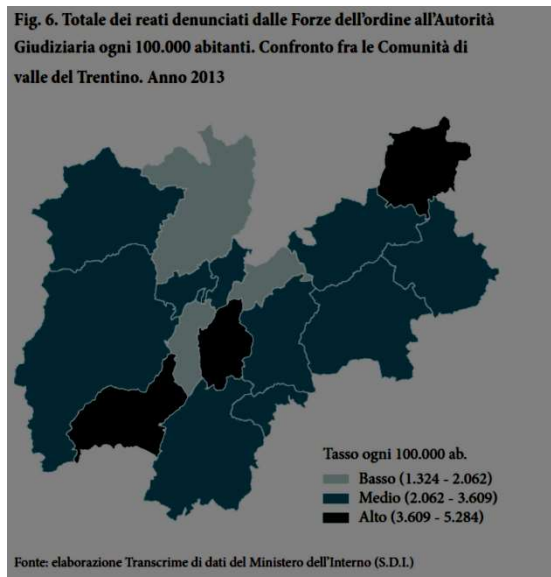 Fig. 6. Totale dei reati denunciati dalle Forze dell'ordine all'Autorità
Giudiziaria ogni 100.000 abitanti. Confronto fra le Comunità di
valle del Trentino. Anno 2013
Tasso ogni 100.000 ab.
Basso (1.324 - 2.062)
Medio (2.062 - 3.609)
Alto (3.609 - 5.284)
Fonte: elaborazione Transcrime di dati del Ministero dell'Interno (S.D.I.)